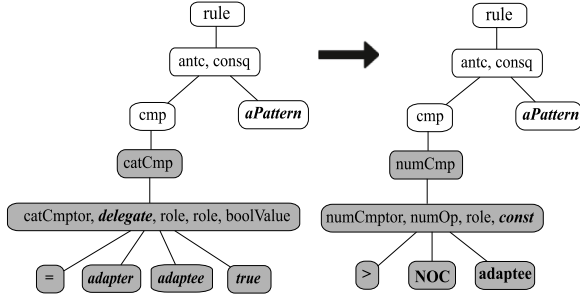 rule
antc, consq
cmp
aPattern
catCmp
catCmptor, delegate, role, role, boolValue
=
adapter
adaptee
true
rule
antc, consq
cmp
aPattern
numCmp
numCmptor, numOp, role, const
>
NOC
adaptee